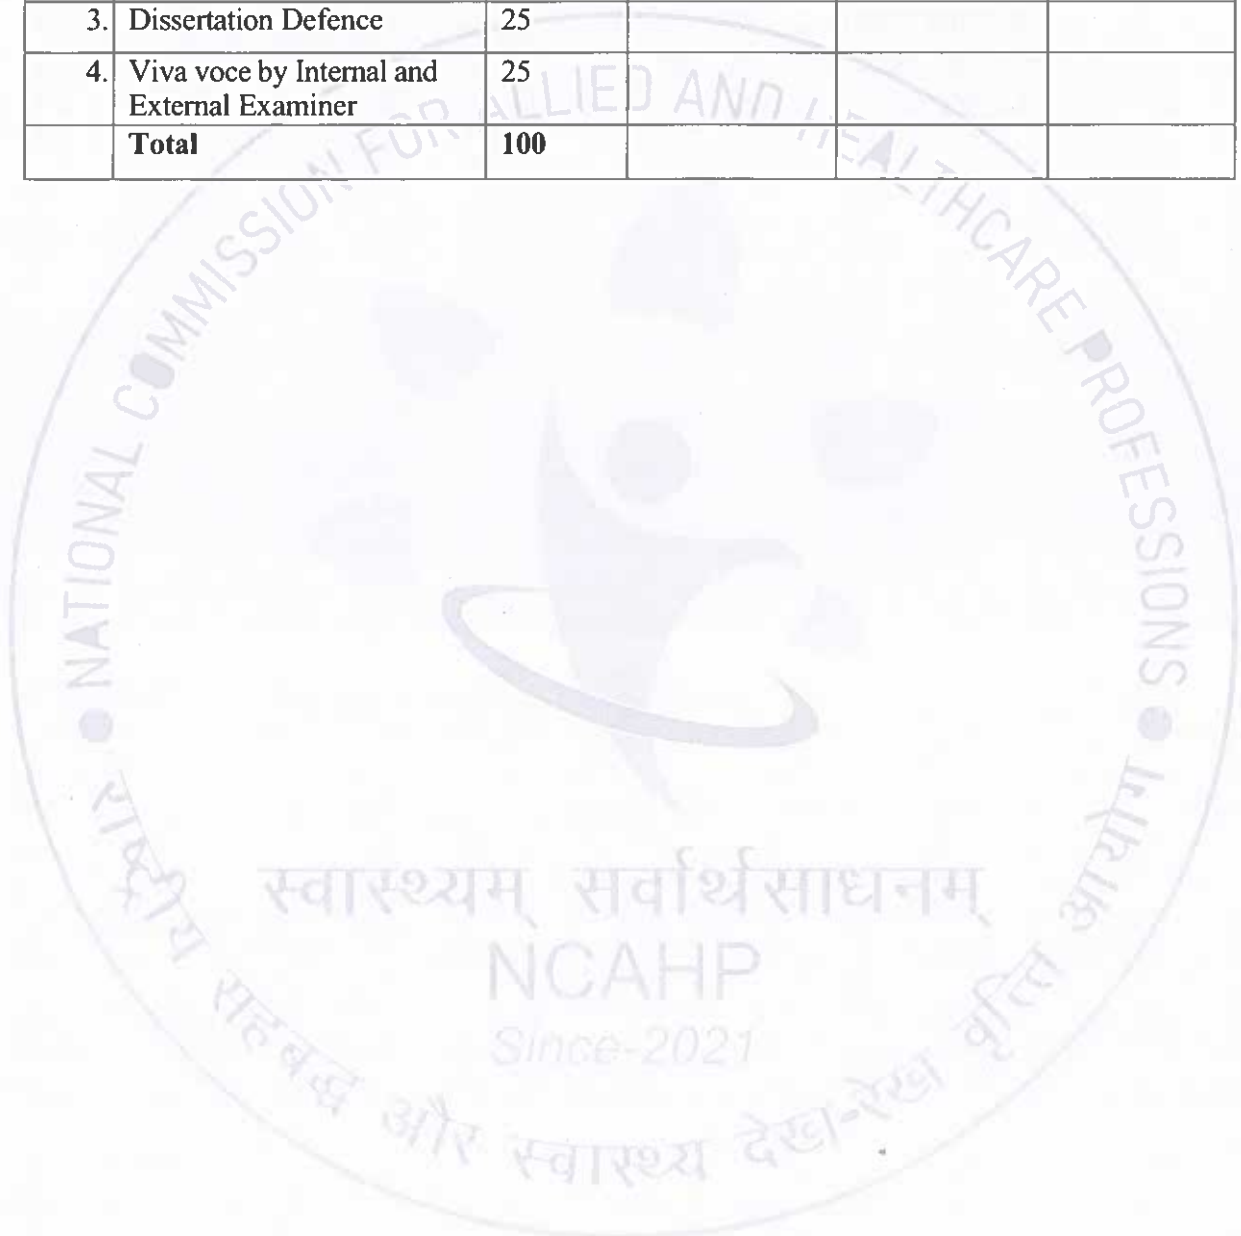 3. Dissertation Defence 25
4. Viva voce by Internal and 25
External Examiner
Total 100
NATIONAL COMMISSION FOR ALLIED AND HEALTHCARE PROFESSIONS
स्वास्थ्यम् सर्वार्थसाधनम्
NCAHP
Since-2021
राष्ट्रीय सहबद्ध और स्वास्थ्य देख-रेख वृत्ति आयोग